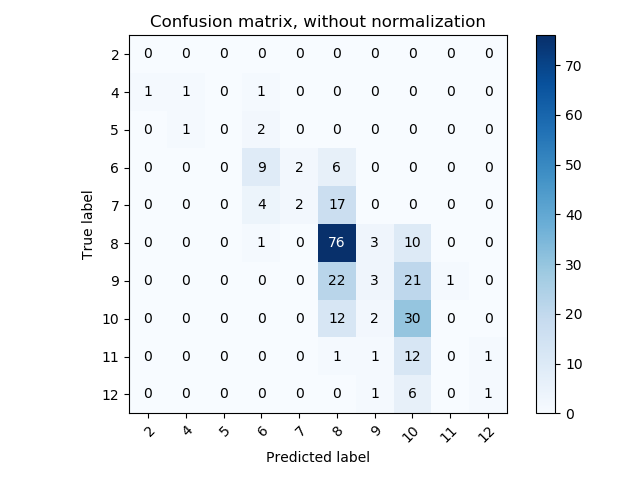 Confusion matrix, without normalization
2 0 0 0 0 0 0 0 0 0 0
4 1 1 0 1 0 0 0 0 0 0
5 0 1 0 2 0 0 0 0 0 0
6 0 0 0 9 2 6 0 0 0 0
7 0 0 0 4 2 17 0 0 0 0
8 0 0 0 1 0 76 3 10 0 0
9 0 0 0 0 0 22 3 21 1 0
10 0 0 0 0 0 12 2 30 0 0
11 0 0 0 0 0 1 1 12 0 1
12 0 0 0 0 0 0 1 6 0 1
2 4 5 6 7 8 9 10 11 12
True label
Predicted label
70
60
50
40
30
20
10
0